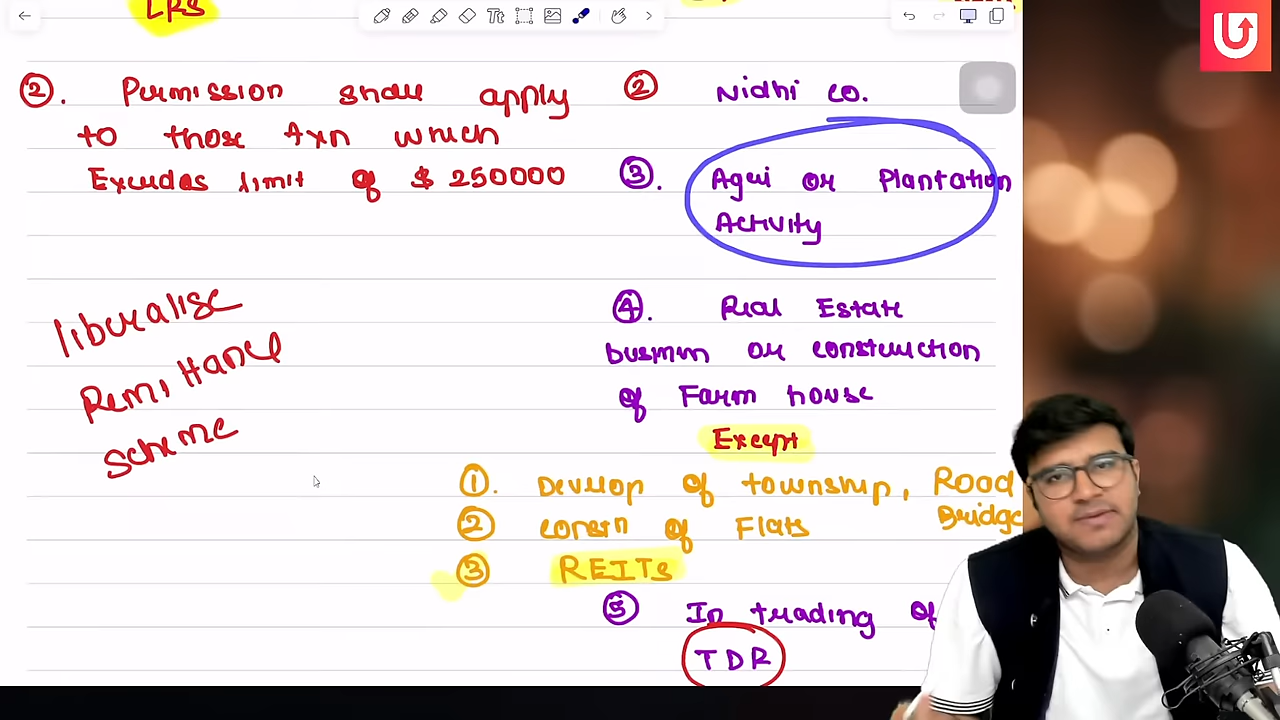 LRS
②. Permission shall apply
to those txn which
Exceedes limit of $ 250000
liberalise
Remittance
scheme
② Nidhi co.
③. Agri or Plantation
Activity
④. Real Estate
business or construction
of Farm house
Except
①. Develop of township, Road
Bridge
② constn of Flats
③ REITs
⑤ In trading of
TDR
Tt